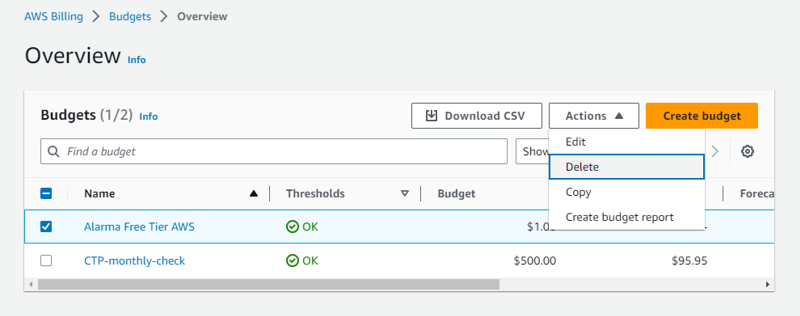 AWS Billing > Budgets > Overview
Overview Info
Budgets (1/2) Info Download CSV Actions Create budget
Find a budget Show
Edit
Delete
Copy
Create budget report
Name Thresholds Budget Foreca
Alarma Free Tier AWS OK -
CTP-monthly-check OK $500.00 $95.95